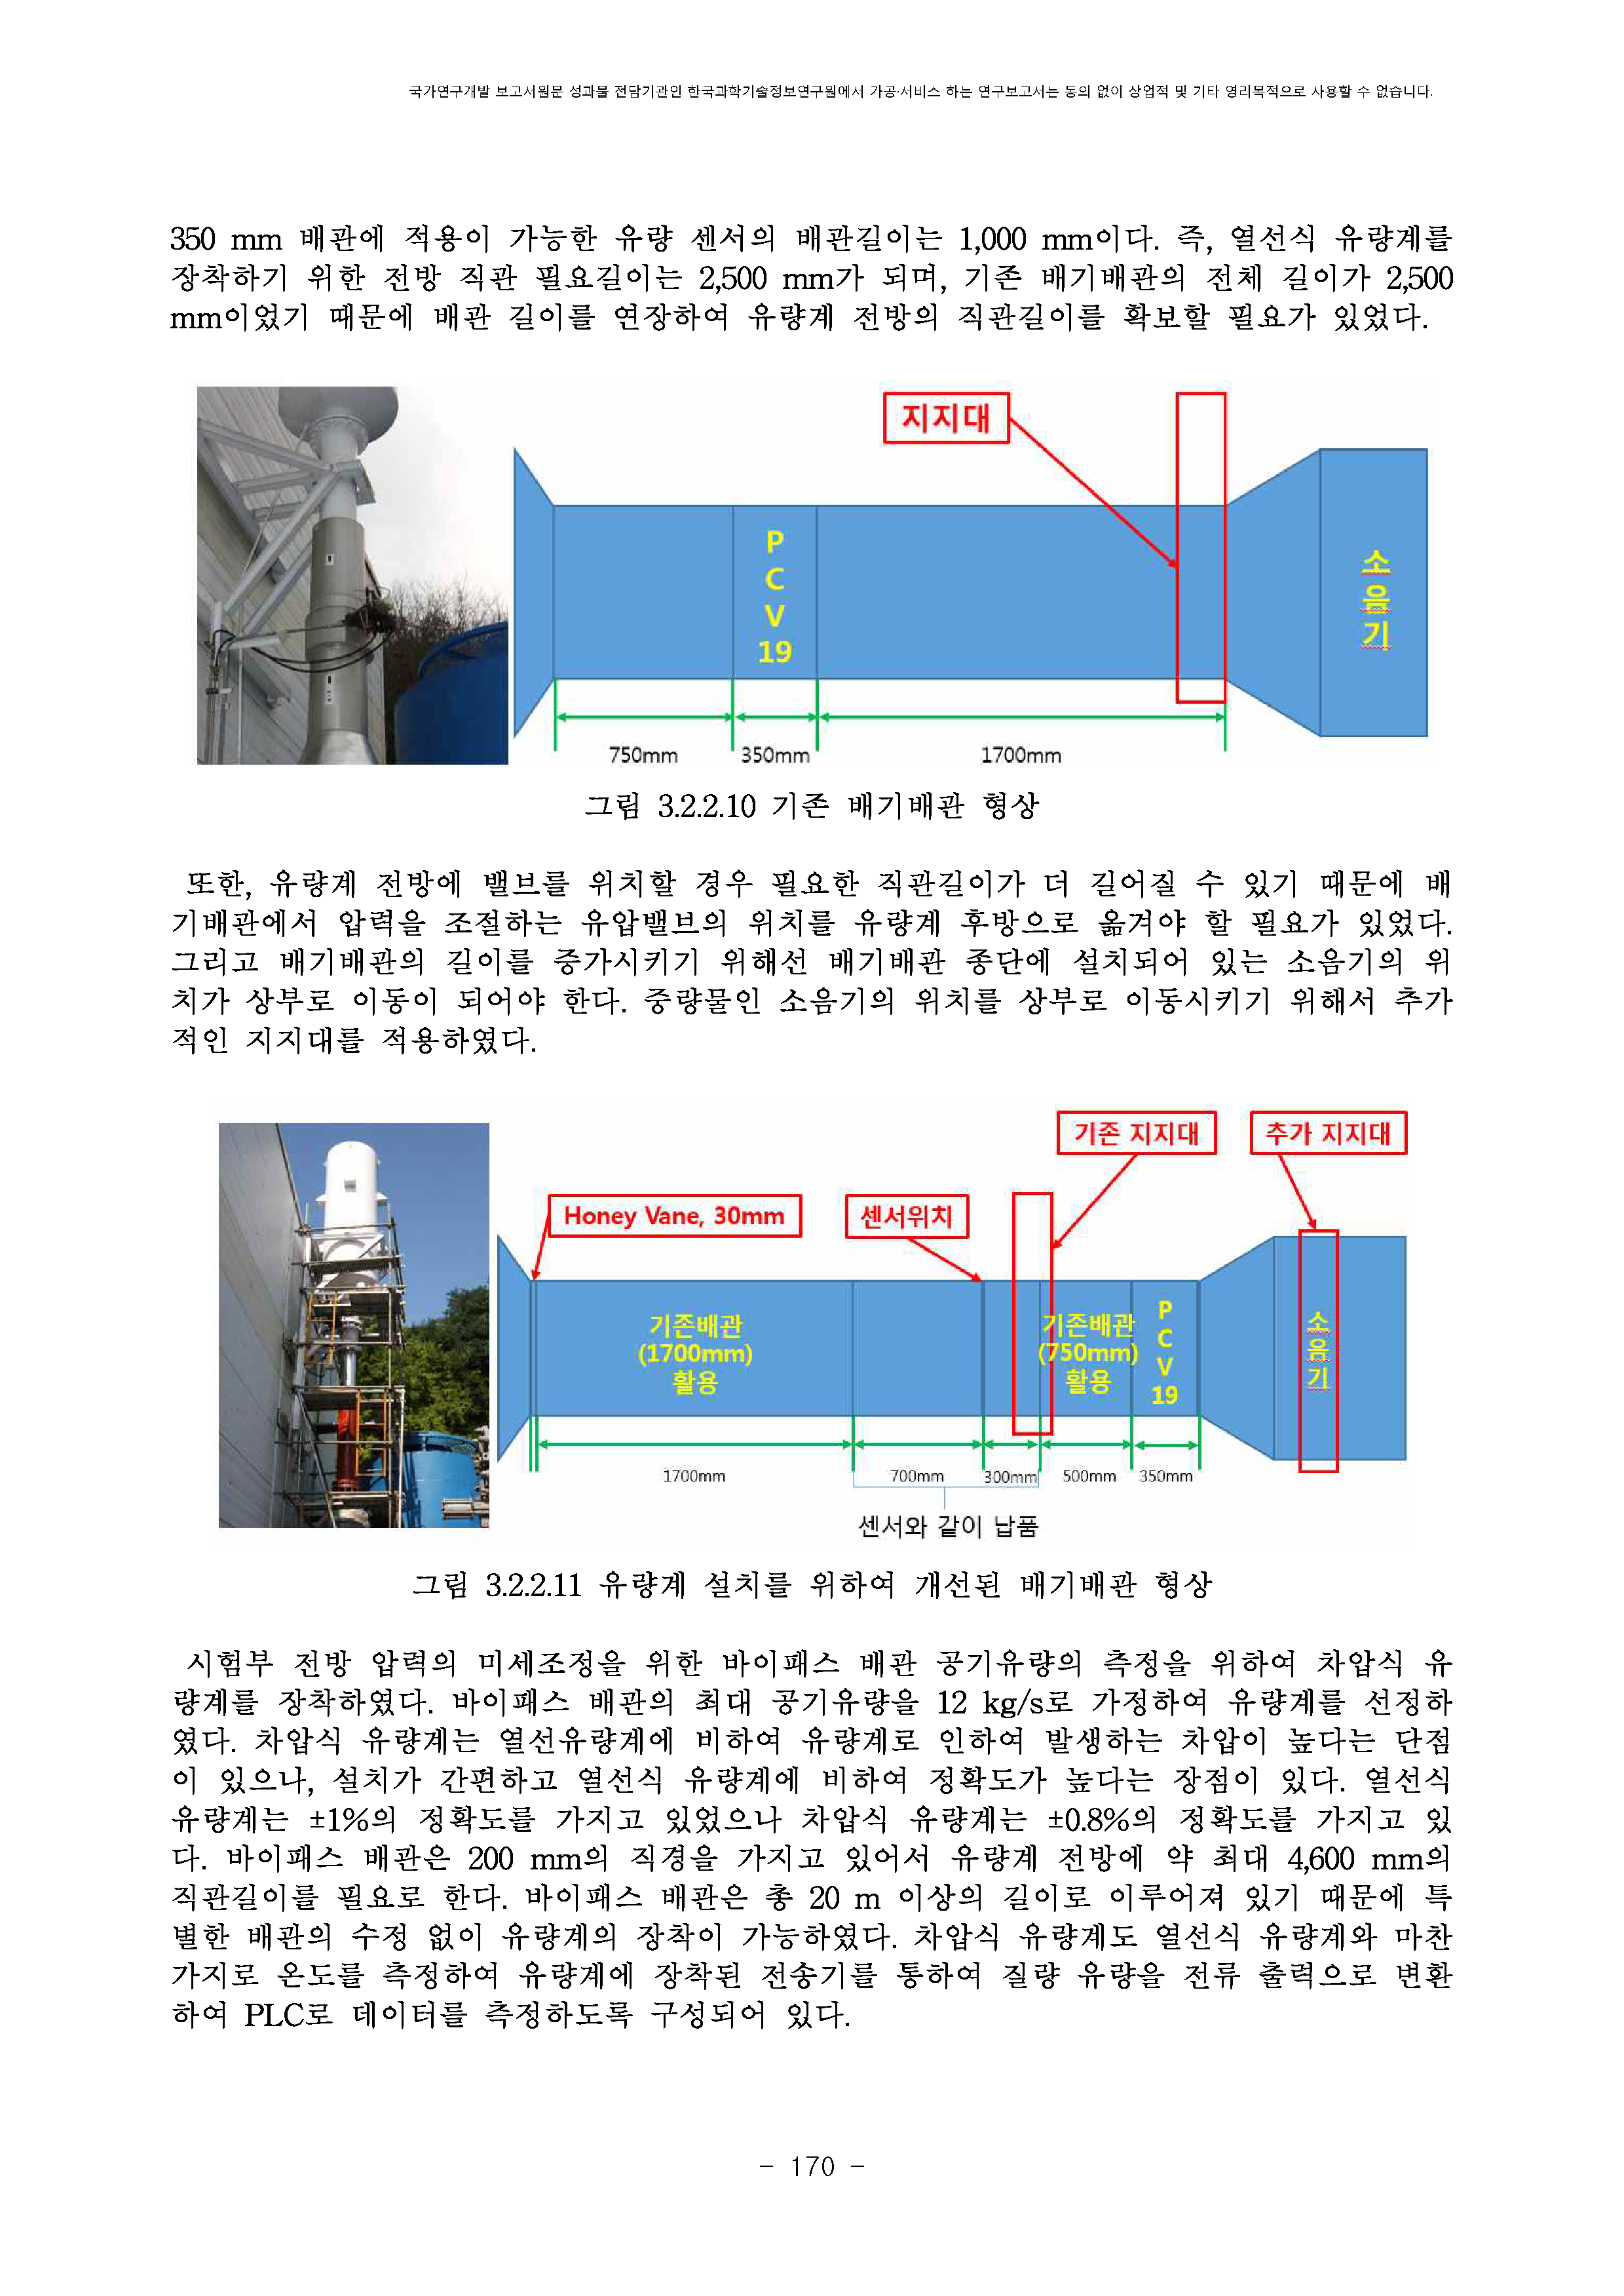 국가연구개발 보고서원문 성과물 전담기관인 한국과학기술정보연구원에서 가공·서비스 하는 연구보고서는 동의 없이 상업적 및 기타 영리목적으로 사용할 수 없습니다.
350 mm 배관에 적용이 가능한 유량 센서의 배관길이는 1,000 mm이다. 즉, 열선식 유량계를
장착하기 위한 전방 직관 필요길이는 2,500 mm가 되며, 기존 배기배관의 전체 길이가 2,500
mm이었기 때문에 배관 길이를 연장하여 유량계 전방의 직관길이를 확보할 필요가 있었다.
지지대
P
C
V
19
소
음
기
750mm 350mm 1700mm
그림 3.2.2.10 기존 배기배관 형상
또한, 유량계 전방에 밸브를 위치할 경우 필요한 직관길이가 더 길어질 수 있기 때문에 배
기배관에서 압력을 조절하는 유압밸브의 위치를 유량계 후방으로 옮겨야 할 필요가 있었다.
그리고 배기배관의 길이를 증가시키기 위해선 배기배관 종단에 설치되어 있는 소음기의 위
치가 상부로 이동이 되어야 한다. 중량물인 소음기의 위치를 상부로 이동시키기 위해서 추가
적인 지지대를 적용하였다.
기존 지지대 추가 지지대
Honey Vane, 30mm 센서위치
기존배관
(1700mm)
활용
기존배관
(750mm)
활용
P
C
V
19
소
음
기
1700mm 700mm 300mm 500mm 350mm
센서와 같이 납품
그림 3.2.2.11 유량계 설치를 위하여 개선된 배기배관 형상
시험부 전방 압력의 미세조정을 위한 바이패스 배관 공기유량의 측정을 위하여 차압식 유
량계를 장착하였다. 바이패스 배관의 최대 공기유량을 12 kg/s로 가정하여 유량계를 선정하
였다. 차압식 유량계는 열선유량계에 비하여 유량계로 인하여 발생하는 차압이 높다는 단점
이 있으나, 설치가 간편하고 열선식 유량계에 비하여 정확도가 높다는 장점이 있다. 열선식
유량계는 ±1%의 정확도를 가지고 있었으나 차압식 유량계는 ±0.8%의 정확도를 가지고 있
다. 바이패스 배관은 200 mm의 직경을 가지고 있어서 유량계 전방에 약 최대 4,600 mm의
직관길이를 필요로 한다. 바이패스 배관은 총 20 m 이상의 길이로 이루어져 있기 때문에 특
별한 배관의 수정 없이 유량계의 장착이 가능하였다. 차압식 유량계도 열선식 유량계와 마찬
가지로 온도를 측정하여 유량계에 장착된 전송기를 통하여 질량 유량을 전류 출력으로 변환
하여 PLC로 데이터를 측정하도록 구성되어 있다.
- 170 -